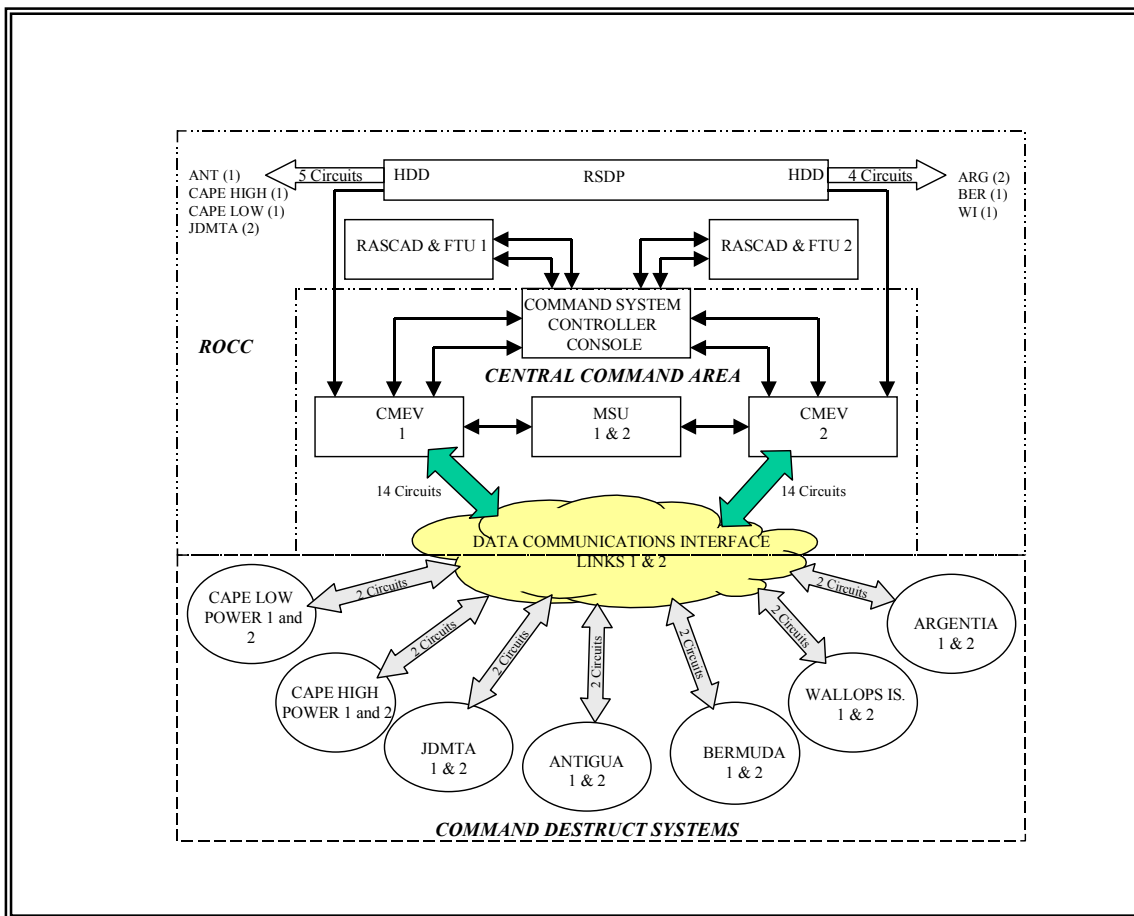 ANT (1)
CAPE HIGH (1)
CAPE LOW (1)
JDMTA (2)
5 Circuits
HDD
RSDP
HDD
4 Circuits
ARG (2)
BER (1)
WI (1)
RASCAD & FTU 1
RASCAD & FTU 2
COMMAND SYSTEM
CONTROLLER
CONSOLE
ROCC
CENTRAL COMMAND AREA
CMEV
1
MSU
1 & 2
CMEV
2
14 Circuits
14 Circuits
DATA COMMUNICATIONS INTERFACE
LINKS 1 & 2
2 Circuits
2 Circuits
2 Circuits
2 Circuits
2 Circuits
2 Circuits
2 Circuits
CAPE LOW
POWER 1 and
2
CAPE HIGH
POWER 1 and 2
JDMTA
1 & 2
ANTIGUA
1 & 2
BERMUDA
1 & 2
WALLOPS IS.
1 & 2
ARGENTIA
1 & 2
COMMAND DESTRUCT SYSTEMS